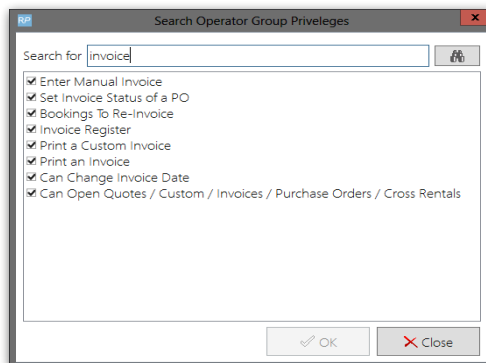 RP Search Operator Group Priveleges x
Search for invoice
Enter Manual Invoice
Set Invoice Status of a PO
Bookings To Re-Invoice
Invoice Register
Print a Custom Invoice
Print an Invoice
Can Change Invoice Date
Can Open Quotes / Custom / Invoices / Purchase Orders / Cross Rentals
OK Close